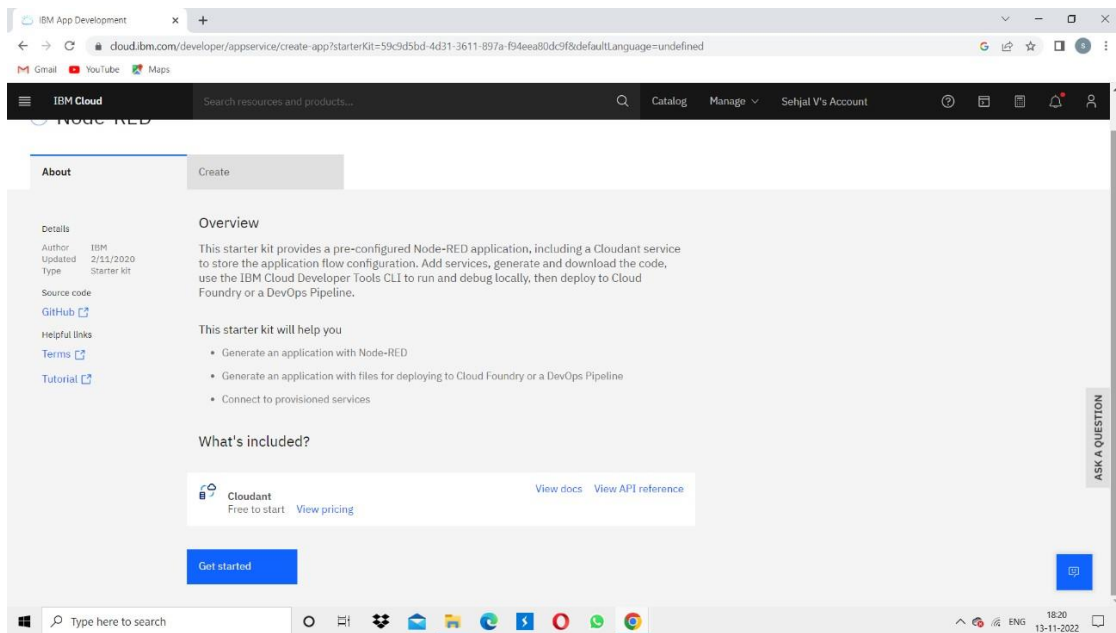 IBM App Development
cloud.ibm.com/developer/appservice/create-app?starterKit=59c9d5bd-4d31-3611-897a-f94eea80dc9f&defaultLanguage=undefined
Gmail YouTube Maps
IBM Cloud Search resources and products... Catalog Manage Sehjal V's Account
Node-RED
About Create
Details
Author IBM
Updated 2/11/2020
Type Starter kit
Source code
GitHub
Helpful links
Terms
Tutorial
Overview
This starter kit provides a pre-configured Node-RED application, including a Cloudant service
to store the application flow configuration. Add services, generate and download the code,
use the IBM Cloud Developer Tools CLI to run and debug locally, then deploy to Cloud
Foundry or a DevOps Pipeline.
This starter kit will help you
• Generate an application with Node-RED
• Generate an application with files for deploying to Cloud Foundry or a DevOps Pipeline
• Connect to provisioned services
What's included?
Cloudant View docs View API reference
Free to start View pricing
Get started
ASK A QUESTION
Type here to search
ENG 18:20
13-11-2022